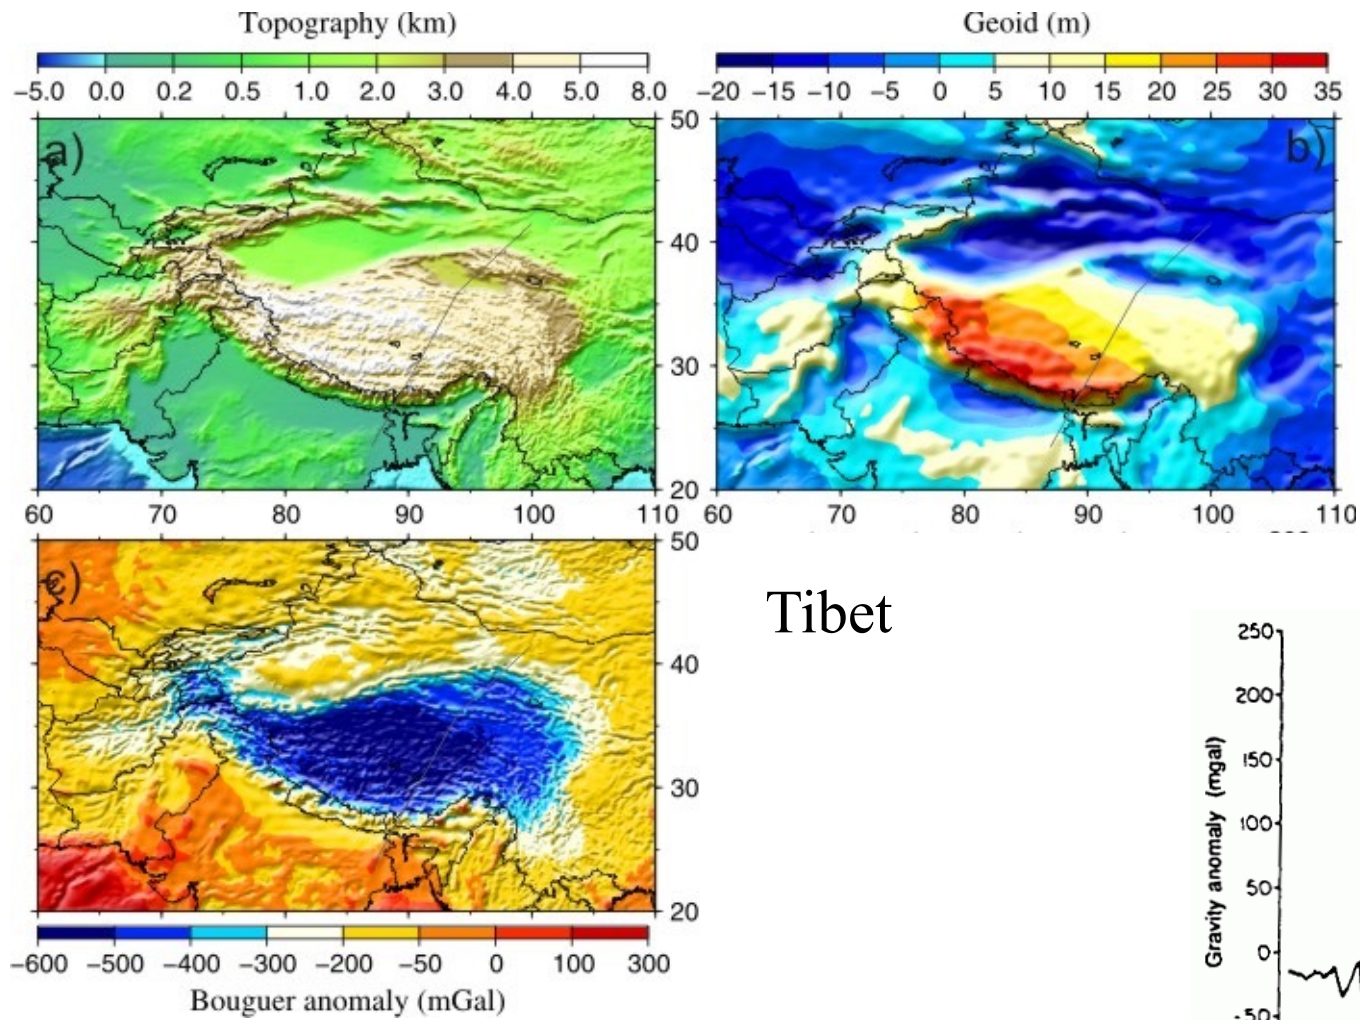 Topography (km)
−5.0 0.0 0.2 0.5 1.0 2.0 3.0 4.0 5.0 8.0
a)
60 70 80 90 100 110
Geoid (m)
−20 −15 −10 −5 0 5 10 15 20 25 30 35
b)
50
40
30
20
60 70 80 90 100 110
c)
50
40
30
20
−600 −500 −400 −300 −200 −50 0 100 300
Bouguer anomaly (mGal)
Tibet
Gravity anomaly (mgal)
250
200
150
100
50
0
-50